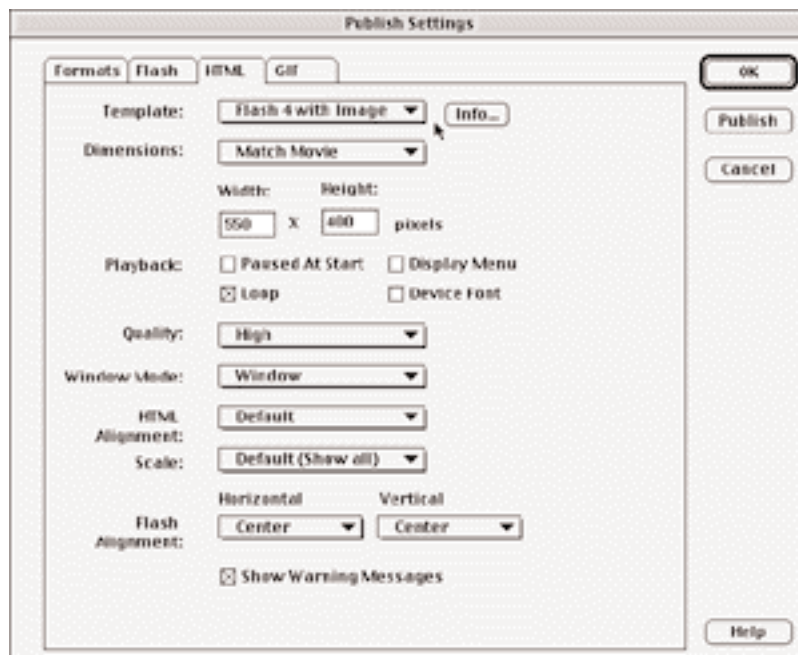 Publish Settings
Formats Flash HTML GIF
OK
Template: Flash 4 with Image Info...
Publish
Dimensions: Match Movie
Cancel
Width: Height:
550 X 400 pixels
Playback: Paused At Start Display Menu
Loop Device Font
Quality: High
Window Mode: Window
HTML Alignment: Default
Scale: Default (Show all)
Horizontal Vertical
Flash Alignment: Center Center
Show Warning Messages
Help